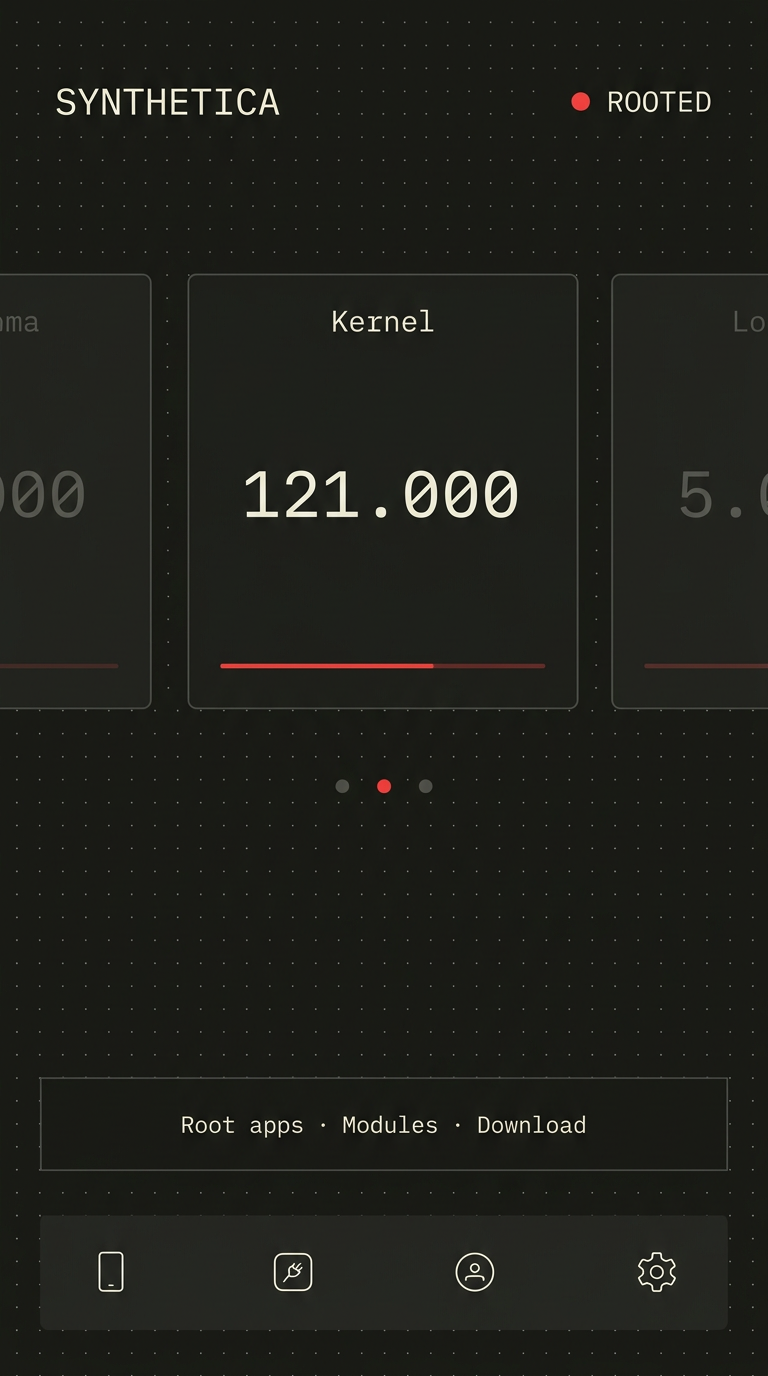 SYNTHETICA
ROOTED
Kernel
121.000
Root apps · Modules · Download